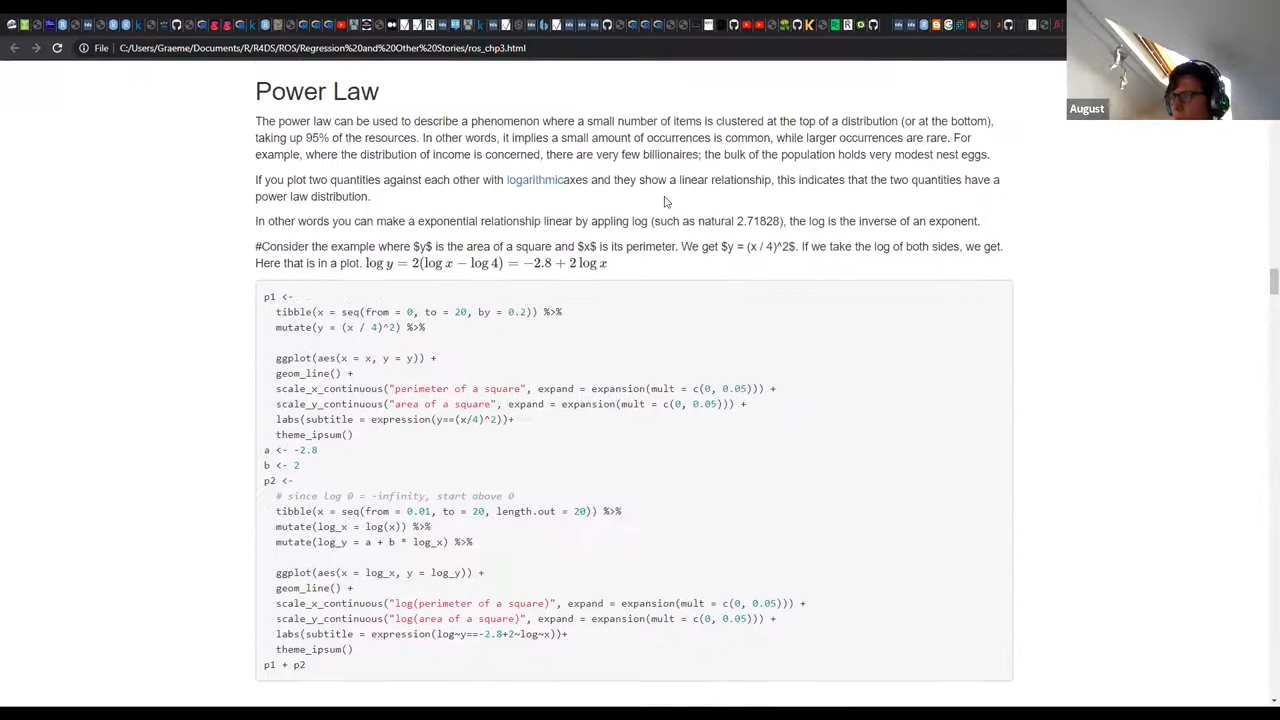 File
C:/Users/Graeme/Documents/R/R4DS/ROS/Regression%20and%20Other%20Stories/ros_chp3.html
August
Power Law
The power law can be used to describe a phenomenon where a small number of items is clustered at the top of a distribution (or at the bottom),
taking up 95% of the resources. In other words, it implies a small amount of occurrences is common, while larger occurrences are rare. For
example, where the distribution of income is concerned, there are very few billionaires; the bulk of the population holds very modest nest eggs.
If you plot two quantities against each other with logarithmicaxes and they show a linear relationship, this indicates that the two quantities have a
power law distribution.
In other words you can make a exponential relationship linear by appling log (such as natural 2.71828), the log is the inverse of an exponent.
#Consider the example where $y$ is the area of a square and $x$ is its perimeter. We get $y = (x / 4)^2$. If we take the log of both sides, we get.
Here that is in a plot. log y = 2(log x − log 4) = −2.8 + 2 log x
p1 <-
tibble(x = seq(from = 0, to = 20, by = 0.2)) %>%
mutate(y = (x / 4)^2) %>%
ggplot(aes(x = x, y = y)) +
geom_line() +
scale_x_continuous("perimeter of a square", expand = expansion(mult = c(0, 0.05))) +
scale_y_continuous("area of a square", expand = expansion(mult = c(0, 0.05))) +
labs(subtitle = expression(y==(x/4)^2))+
theme_ipsum()
a <- -2.8
b <- 2
p2 <-
# since log 0 = -infinity, start above 0
tibble(x = seq(from = 0.01, to = 20, length.out = 20)) %>%
mutate(log_x = log(x)) %>%
mutate(log_y = a + b * log_x) %>%
ggplot(aes(x = log_x, y = log_y)) +
geom_line() +
scale_x_continuous("log(perimeter of a square)", expand = expansion(mult = c(0, 0.05))) +
scale_y_continuous("log(area of a square)", expand = expansion(mult = c(0, 0.05))) +
labs(subtitle = expression(log~y==-2.8+2~log~x))+
theme_ipsum()
p1 + p2